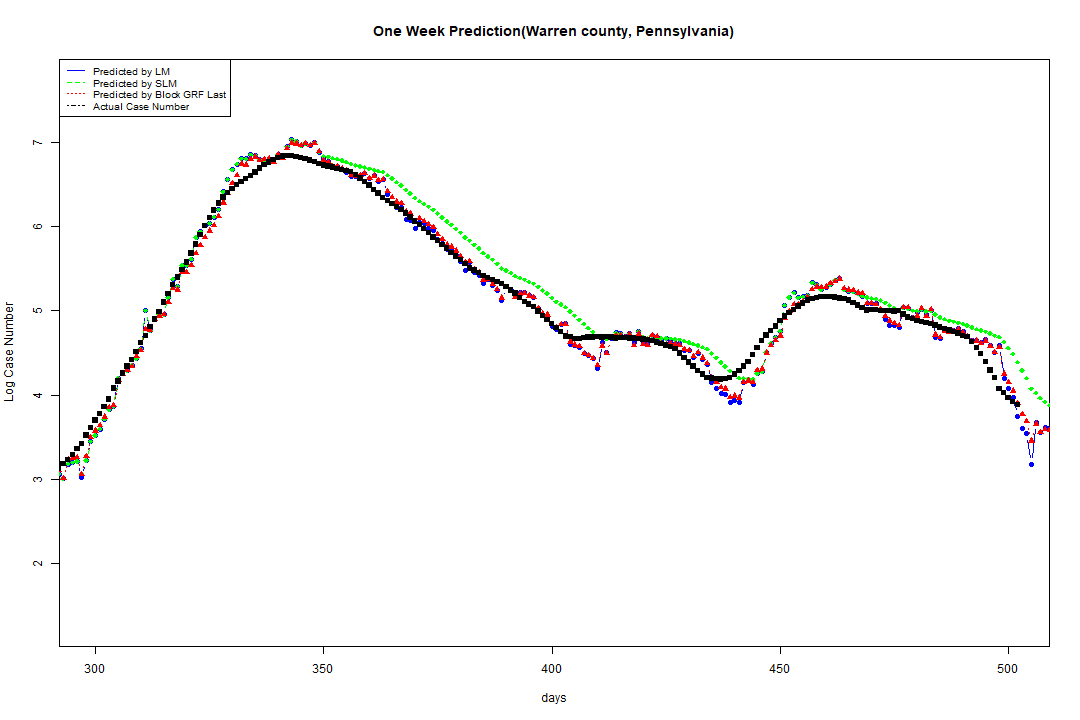 One Week Prediction(Warren county, Pennsylvania)
Predicted by LM
Predicted by SLM
Predicted by Block GRF Last
Actual Case Number
7
6
5
4
3
2
Log Case Number
300 350 400 450 500
days